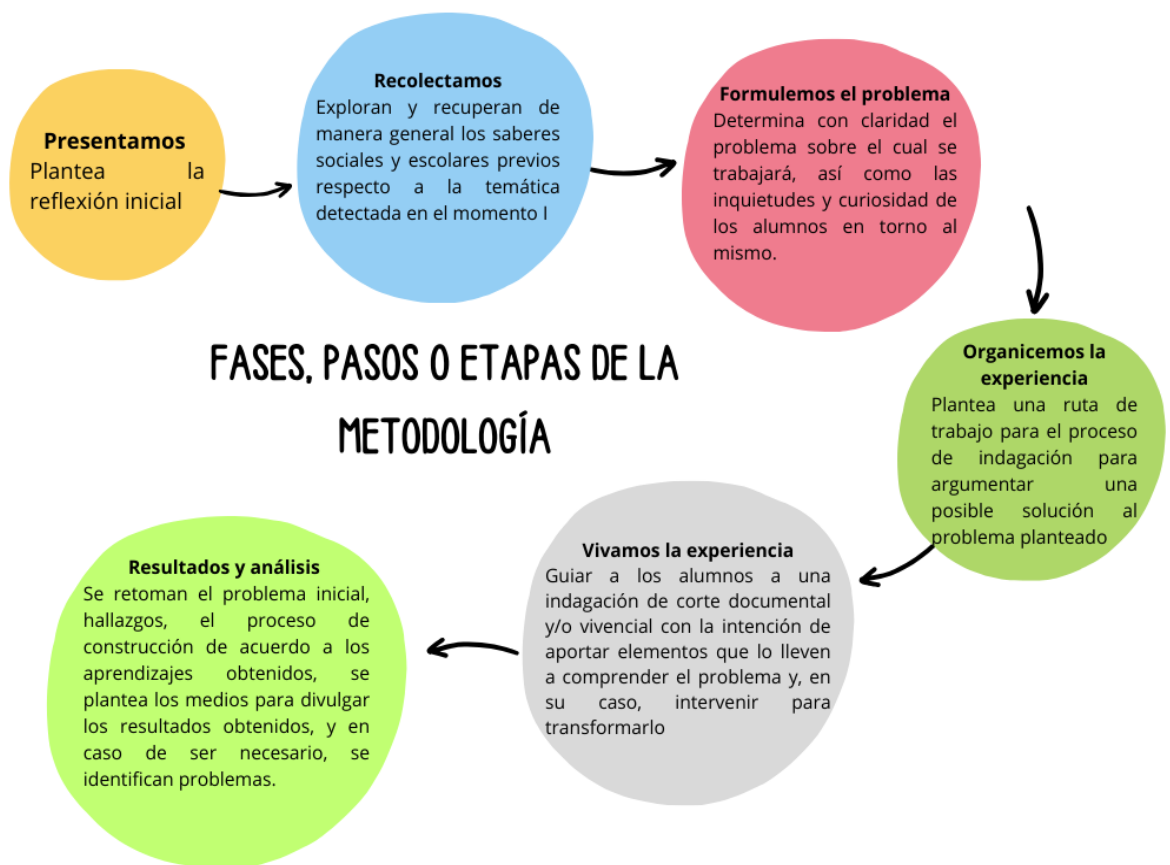 Presentamos
Plantea la
reflexión inicial
Recolectamos
Exploran y recuperan de
manera general los saberes
sociales y escolares previos
respecto a la temática
detectada en el momento I
Formulemos el problema
Determina con claridad el
problema sobre el cual se
trabajará, así como las
inquietudes y curiosidad de
los alumnos en torno al
mismo.
FASES, PASOS O ETAPAS DE LA
METODOLOGÍA
Organicemos la
experiencia
Plantea una ruta de
trabajo para el proceso
de indagación para
argumentar una
posible solución al
problema planteado
Vivamos la experiencia
Guiar a los alumnos a una
indagación de corte documental
y/o vivencial con la intención de
aportar elementos que lo lleven
a comprender el problema y, en
su caso, intervenir para
transformarlo
Resultados y análisis
Se retoman el problema inicial,
hallazgos, el proceso de
construcción de acuerdo a los
aprendizajes obtenidos, se
plantea los medios para divulgar
los resultados obtenidos, y en
caso de ser necesario, se
identifican problemas.